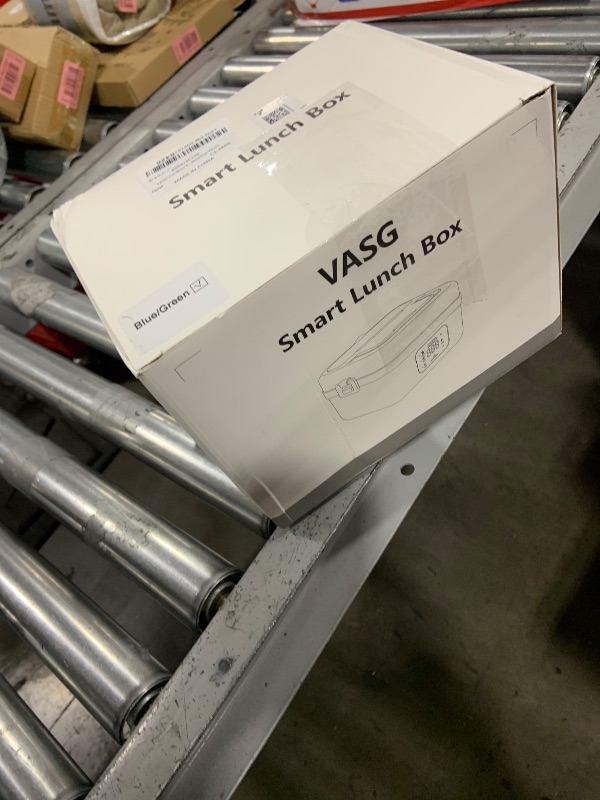 Smart Lunch Box
Blue/Green
VASG
Smart Lunch Box